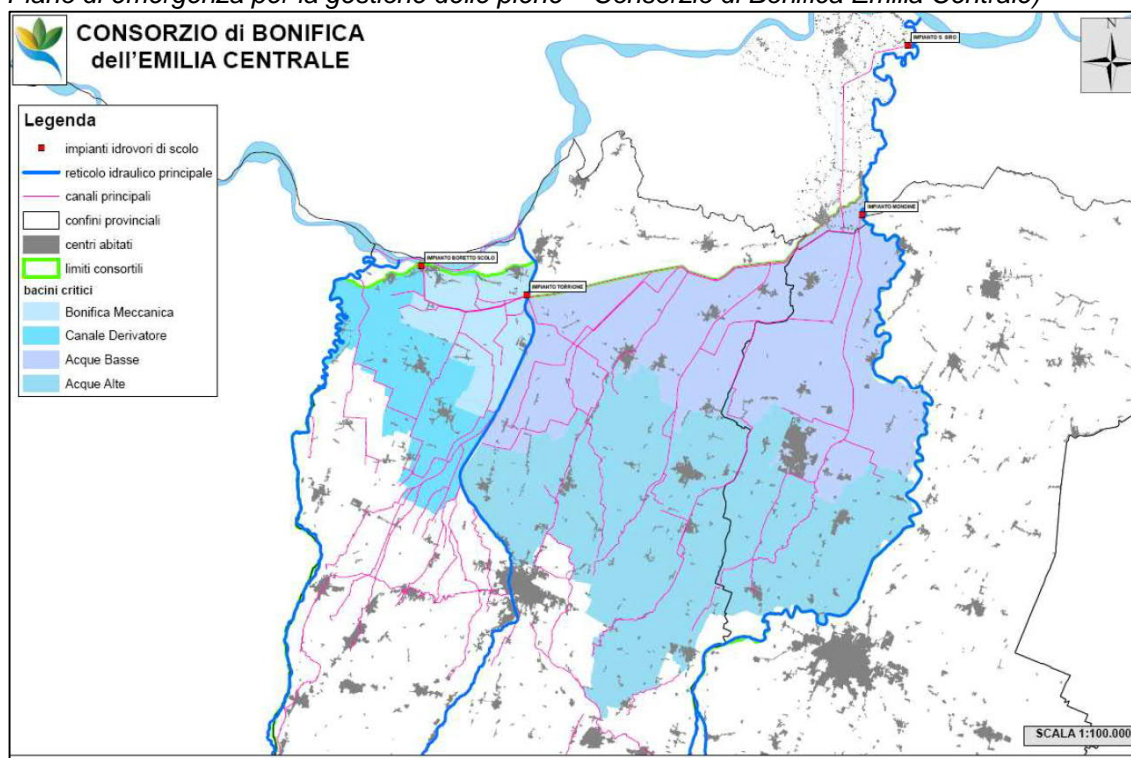 Piano di emergenza per la gestione delle piene – Consorzio di Bonifica Emilia Centrale)
CONSORZIO di BONIFICA
dell'EMILIA CENTRALE
Legenda
impianti idrovori di scolo
reticolo idraulico principale
canali principali
confini provinciali
centri abitati
limiti consortili
bacini critici
Bonifica Meccanica
Canale Derivatore
Acque Basse
Acque Alte
IMPIANTO S. SIRO
N
IMPIANTO MONDINE
IMPIANTO BORETTO SCOLO
IMPIANTO TORRIONE
SCALA 1:100.000